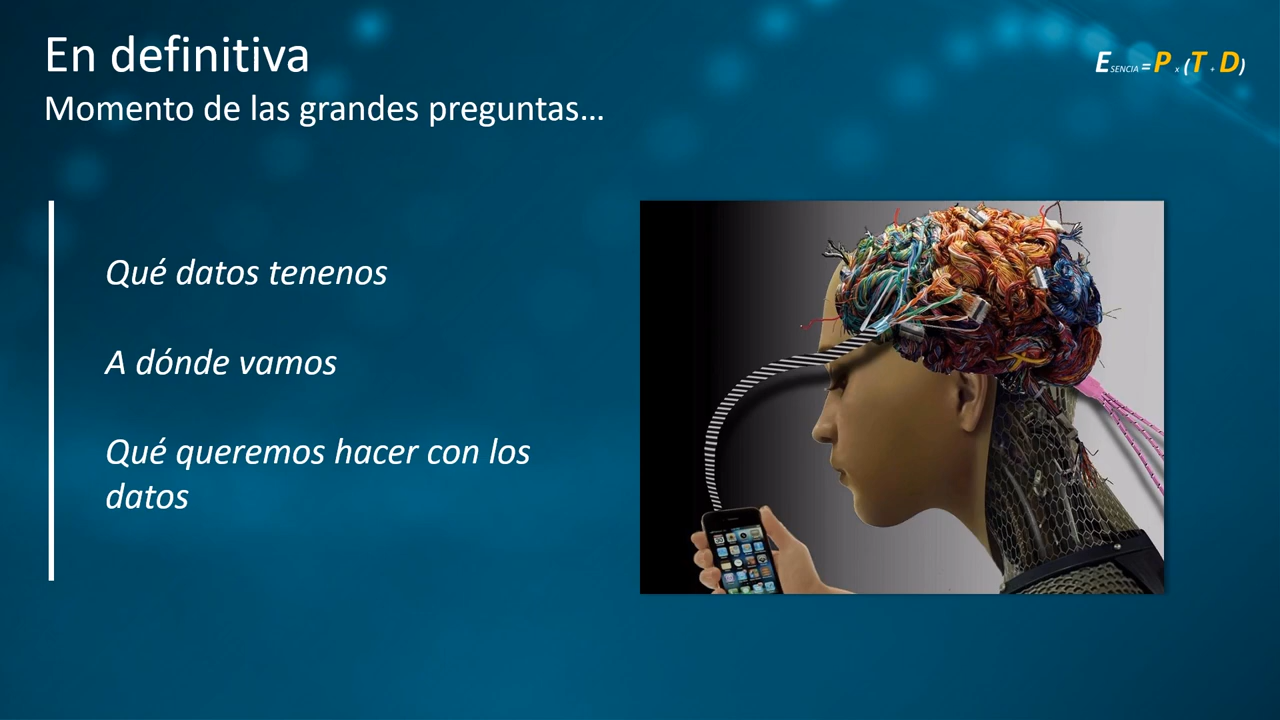 En definitiva
ESENCIA = P x (T + D)
Momento de las grandes preguntas…
Qué datos tenenos
A dónde vamos
Qué queremos hacer con los
datos